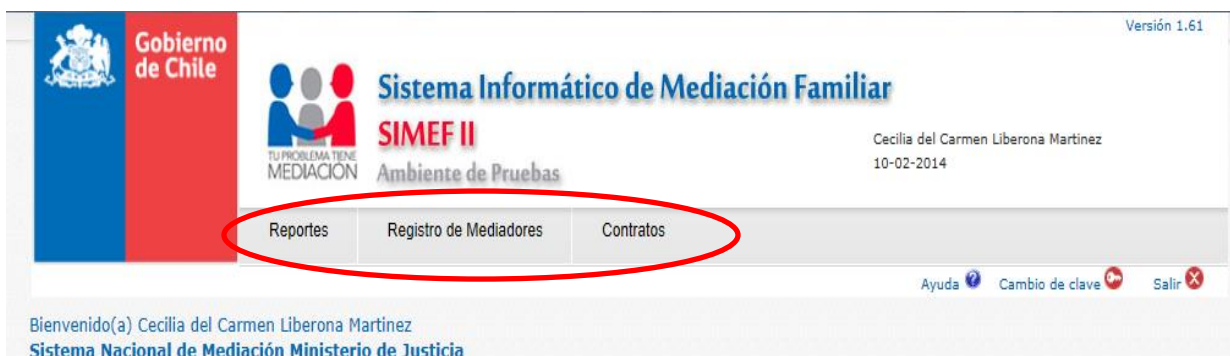 Versión 1.61
Gobierno
de Chile
Sistema Informático de Mediación Familiar
SIMEF II
Cecilia del Carmen Liberona Martinez
10-02-2014
TU PROBLEMA TIENE
MEDIACIÓN
Ambiente de Pruebas
Reportes Registro de Mediadores Contratos
Ayuda Cambio de clave Salir
Bienvenido(a) Cecilia del Carmen Liberona Martinez
Sistema Nacional de Mediación Ministerio de Justicia